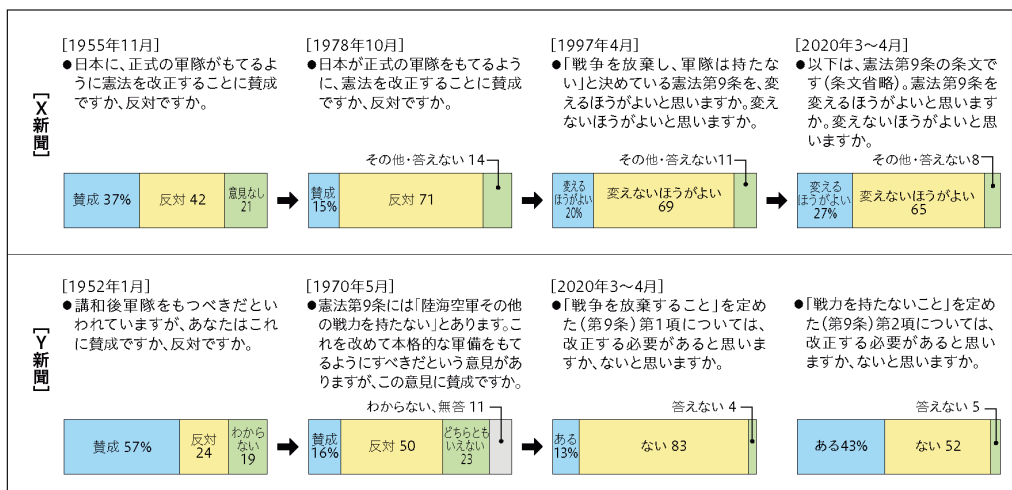 [X新聞]
[1955年11月]
●日本に、正式の軍隊がもてるよ
うに憲法を改正することに賛成
ですか、反対ですか。
賛成 37%
反対 42
意見なし
21
[1978年10月]
●日本が正式の軍隊をもてるよう
に、憲法を改正することに賛成
ですか、反対ですか。
その他・答えない 14
賛成
15%
反対 71
[1997年4月]
●「戦争を放棄し、軍隊は持たな
い」と決めている憲法第9条を、変
えるほうがよいと思いますか。変え
ないほうがよいと思いますか。
その他・答えない11
変える
ほうがよい
20%
変えないほうがよい
69
[2020年3〜4月]
●以下は、憲法第9条の条文で
す(条文省略)。憲法第9条を
変えるほうがよいと思います
か。変えないほうがよいと思
いますか。
その他・答えない8
変える
ほうがよい
27%
変えないほうがよい
65
[Y新聞]
[1952年1月]
●講和後軍隊をもつべきだとい
われていますが、あなたはこれ
に賛成ですか、反対ですか。
賛成 57%
反対
24
わから
ない
19
[1970年5月]
●憲法第9条には「陸海空軍その他
の戦力を持たない」とあります。こ
れを改めて本格的な軍備をもて
るようにすべきだという意見があ
りますが、この意見に賛成ですか。
わからない、無答 11
賛成
16%
反対 50
どちらとも
いえない
23
[2020年3〜4月]
●「戦争を放棄すること」を定め
た(第9条)第1項については、
改正する必要があると思いま
すか、ないと思いますか。
答えない 4
ある
13%
ない 83
●「戦力を持たないこと」を定め
た(第9条)第2項については、
改正する必要があると思い
ますか、ないと思いますか。
答えない 5
ある43%
ない 52